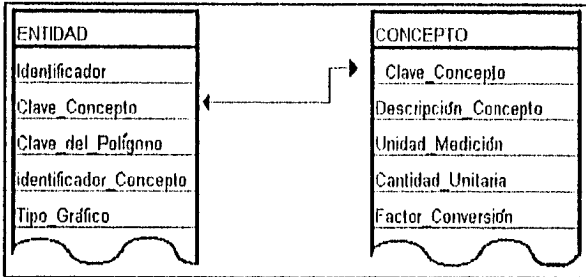 ENTIDAD
Identificador
Clave_Concepto
Clave_del_Polígono
identificador_Concepto
Tipo_Gráfico
CONCEPTO
Clave_Concepto
Descripción_Concepto
Unidad_Medición
Cantidad_Unitaria
Factor_Conversión